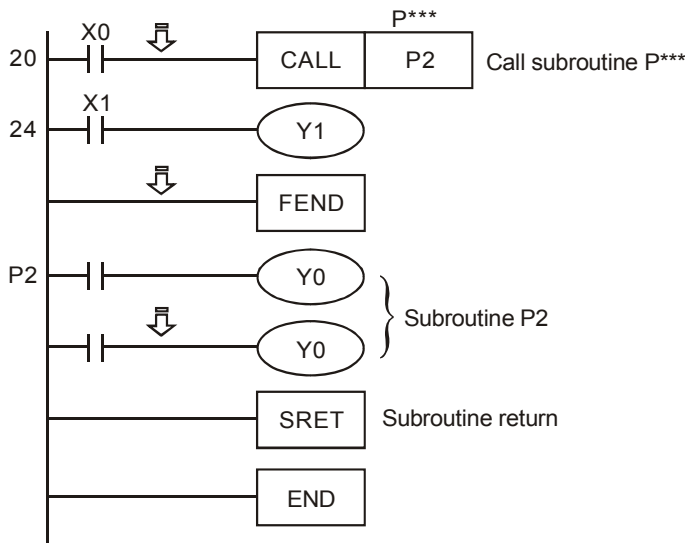 P***
X0
20 CALL P2 Call subroutine P***
X1
24 Y1
FEND
P2 Y0
Subroutine P2
Y0
SRET Subroutine return
END